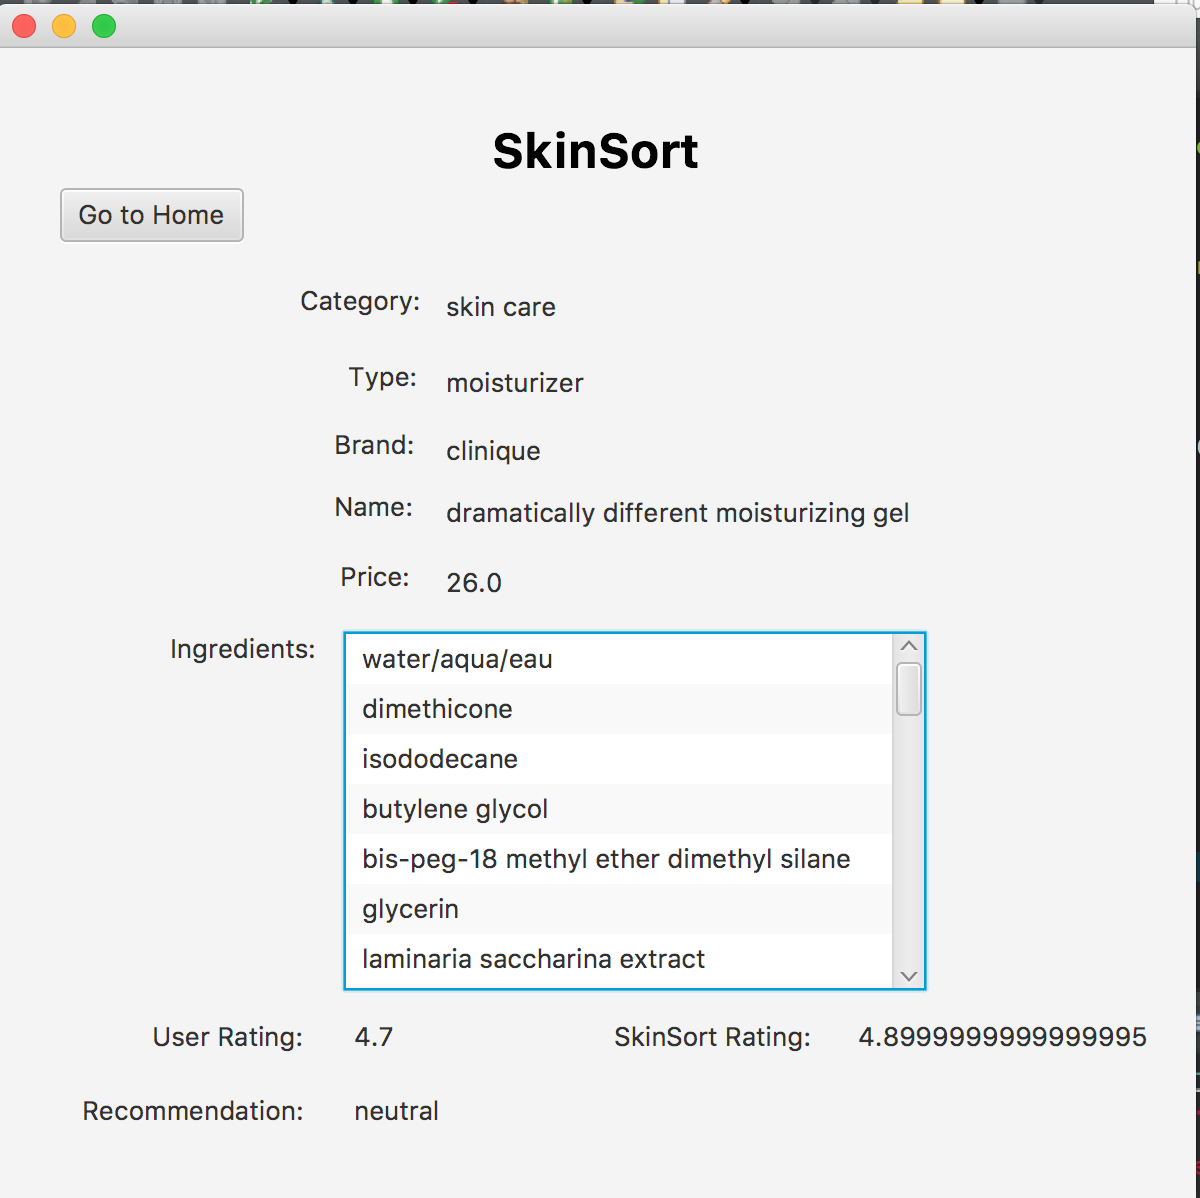 SkinSort
Go to Home
Category: skin care
Type: moisturizer
Brand: clinique
Name: dramatically different moisturizing gel
Price: 26.0
Ingredients: water/aqua/eau
dimethicone
isododecane
butylene glycol
bis-peg-18 methyl ether dimethyl silane
glycerin
laminaria saccharina extract
User Rating: 4.7 SkinSort Rating: 4.8999999999999995
Recommendation: neutral